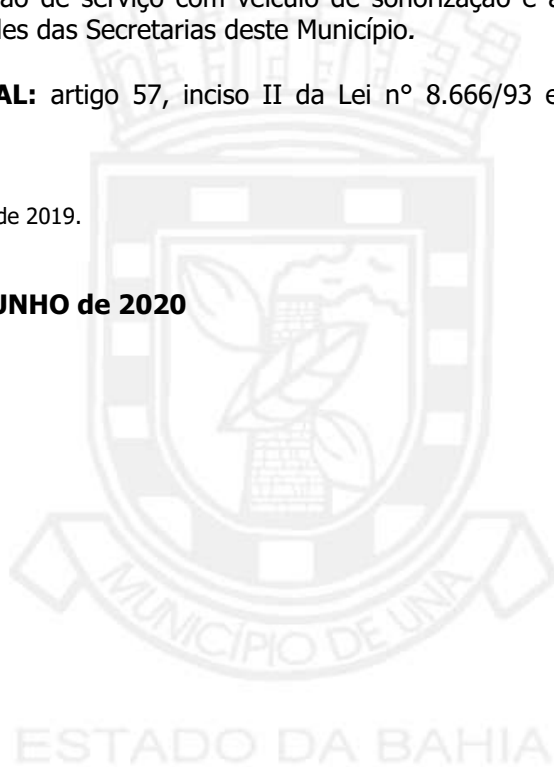 ão de serviço com veículo de sonorização e a
les das Secretarias deste Município.
AL: artigo 57, inciso II da Lei n° 8.666/93 e
de 2019.
UNHO de 2020
MUNICÍPIO DE UNA
ESTADO DA BAHIA